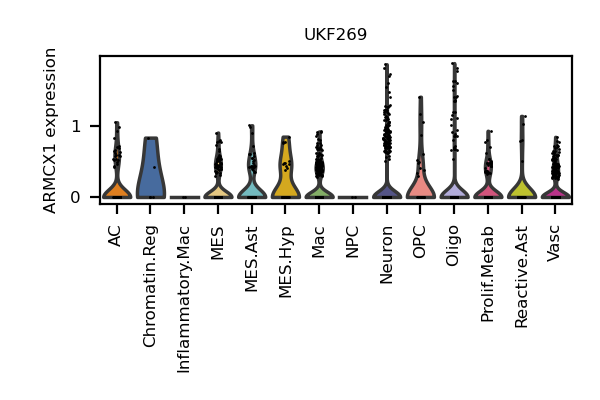 UKF269
ARMCX1 expression
1
0
AC
Chromatin.Reg
Inflammatory.Mac
MES
MES.Ast
MES.Hyp
Mac
NPC
Neuron
OPC
Oligo
Prolif.Metab
Reactive.Ast
Vasc